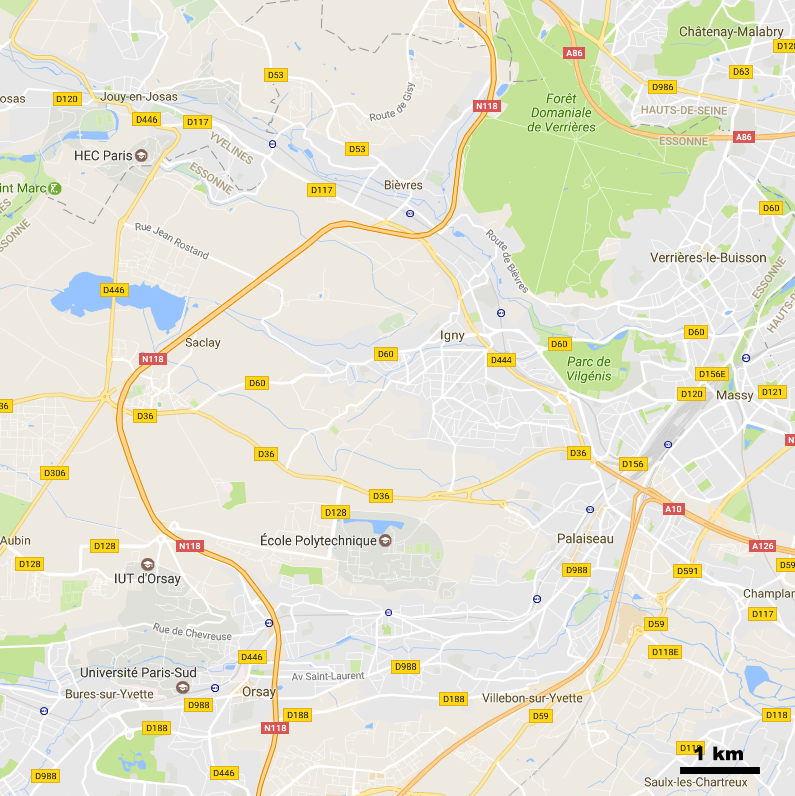 Châtenay-Malabry
D128
A86
D53
D63
D986
Route de Gisy
osas
D120
Jouy-en-Josas
Forêt
Domaniale
de Verrières
N118
HAUTS-DE-SEINE
D446
D117
YVELINES
A86
ESSONNE
HEC Paris
D53
ESSONNE
Bièvres
int Marc
D117
D60
ESSONNE
Rue Jean Rostand
Route de Bièvres
Verrières-le-Buisson
ESSONNE
HAUTS-D
D446
Saclay
Igny
D60
D60
N118
D60
D444
Parc de
Vilgénis
D156E
D60
D120
Massy
D121
36
D36
N
D36
D36
D156
D306
D36
D128
A10
Aubin
D128
N118
École Polytechnique
Palaiseau
A126
D128
IUT d'Orsay
D988
D591
D59
Champlan
D117
Rue de Chevreuse
D59
D446
D988
D118E
Université Paris-Sud
Av Saint-Laurent
Bures-sur-Yvette
Orsay
D988
D188
Villebon-sur-Yvette
D188
D59
D118
D188
N118
1 km
D988
D446
Saulx-les-Chartreux